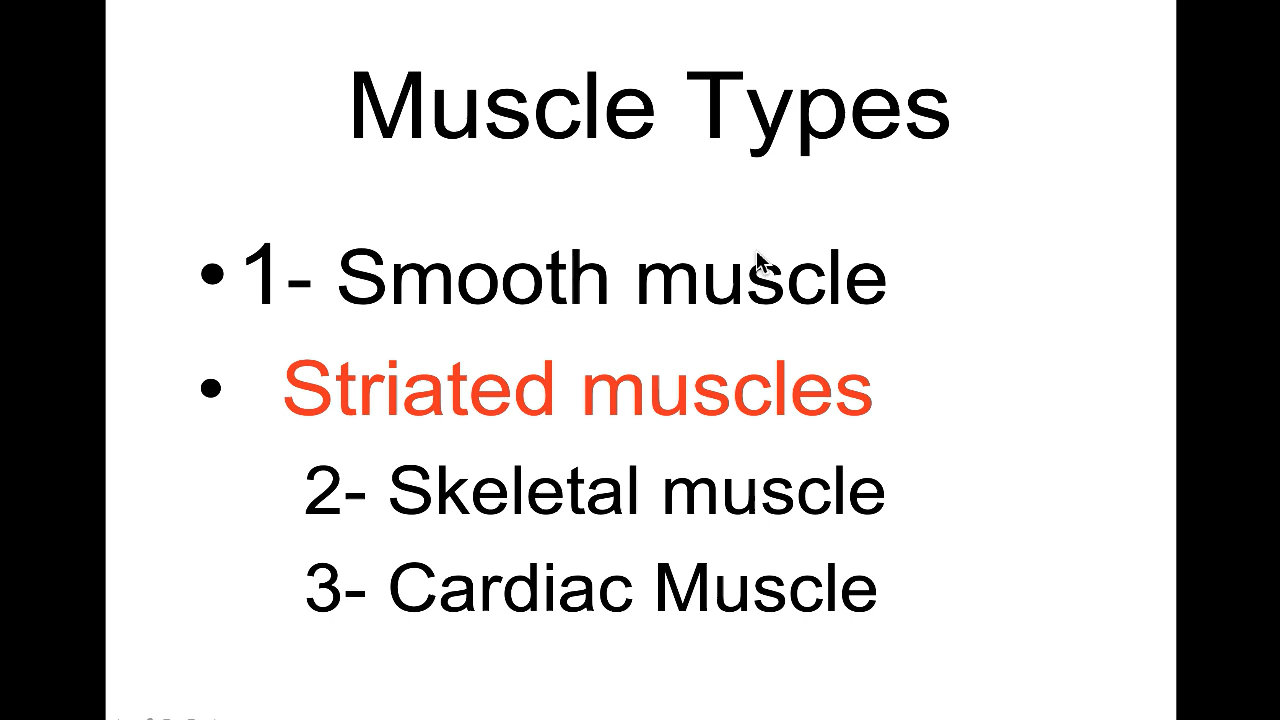 Muscle Types
• 1- Smooth muscle
• Striated muscles
2- Skeletal muscle
3- Cardiac Muscle